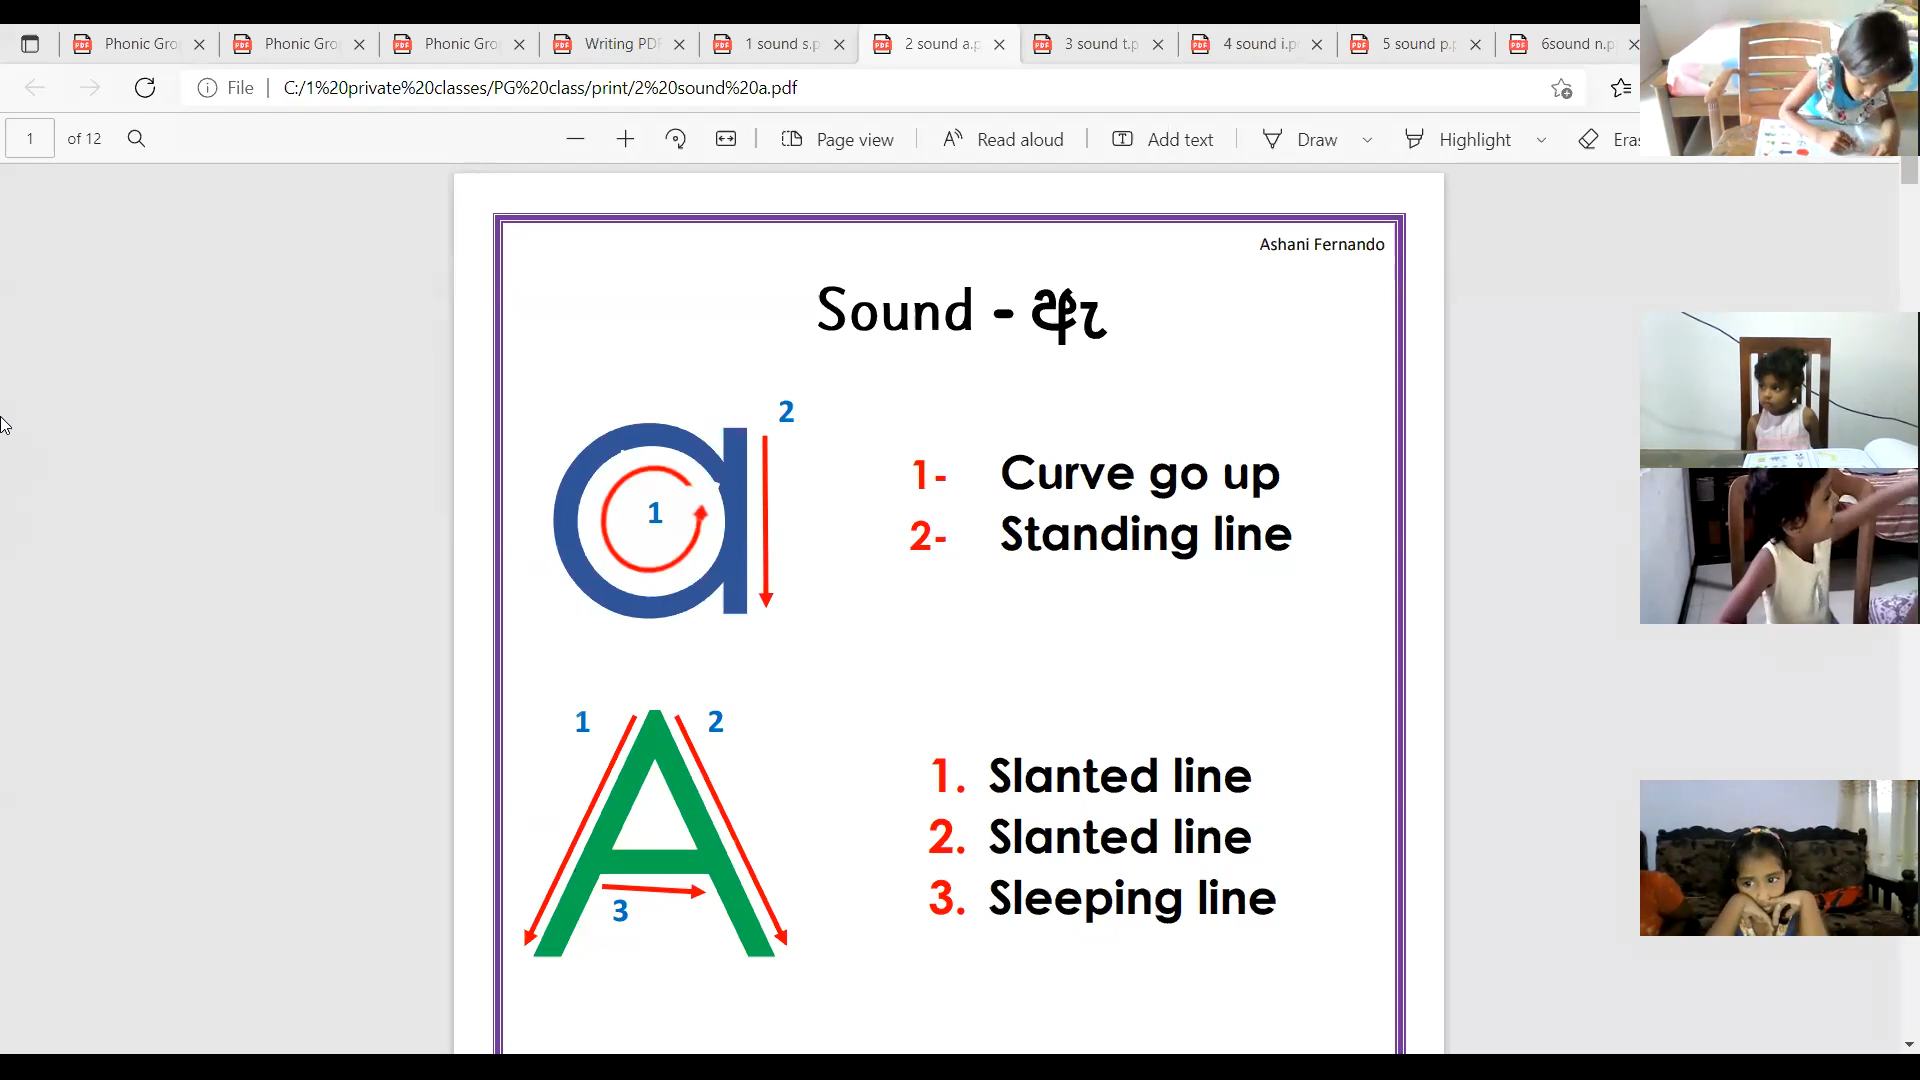 Phonic Gro
Phonic Gro
Phonic Gro
Writing PDF
1 sound s.p
2 sound a.p
3 sound t.p
4 sound i.p
5 sound p.p
6sound n.p
File
C:/1%20private%20classes/PG%20class/print/2%20sound%20a.pdf
1 of 12
Page view
Read aloud
Add text
Draw
Highlight
Eras
Ashani Fernando
Sound - ඇ
a
1
2
1- Curve go up
2- Standing line
A
1
2
3
1. Slanted line
2. Slanted line
3. Sleeping line